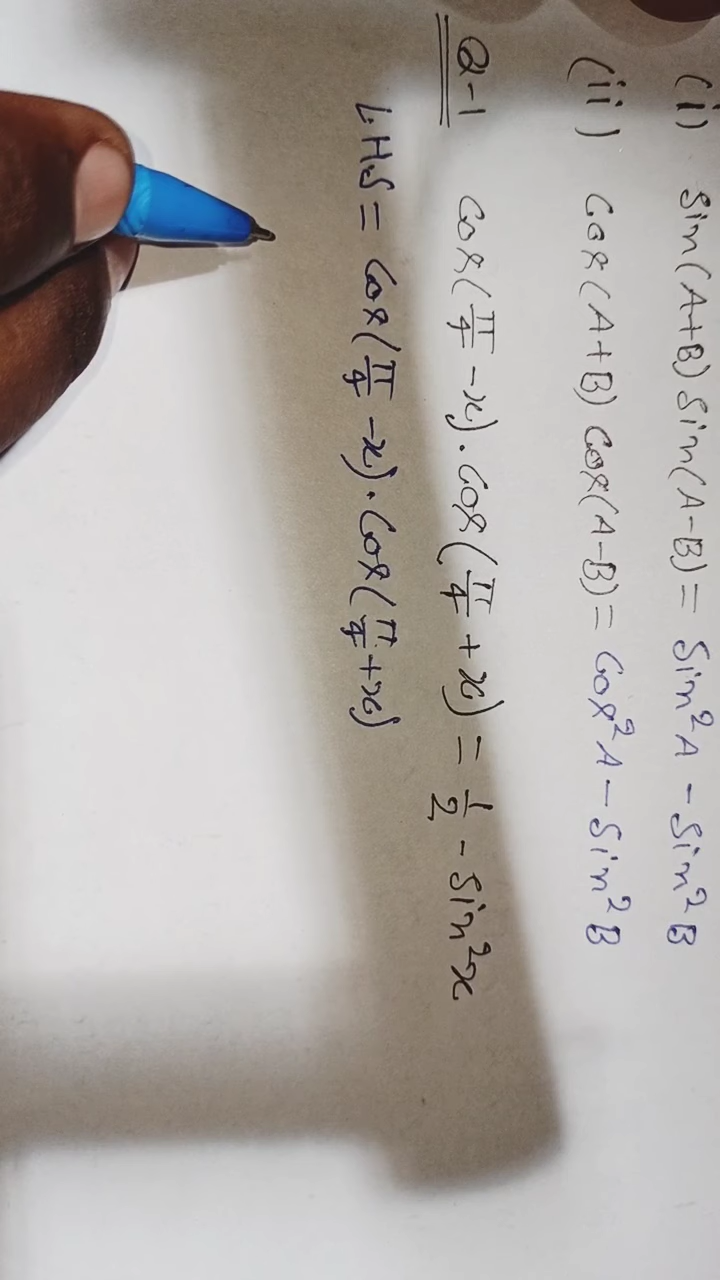 (i) sin(A+B) sin(A-B) = sin²A - sin²B
(ii) cos(A+B) cos(A-B) = cos²A - sin²B
Q-1 cos(π/4 - x) . cos(π/4 + x) = 1/2 - sin²x
LHS = cos(π/4 - x) . cos(π/4 + x)